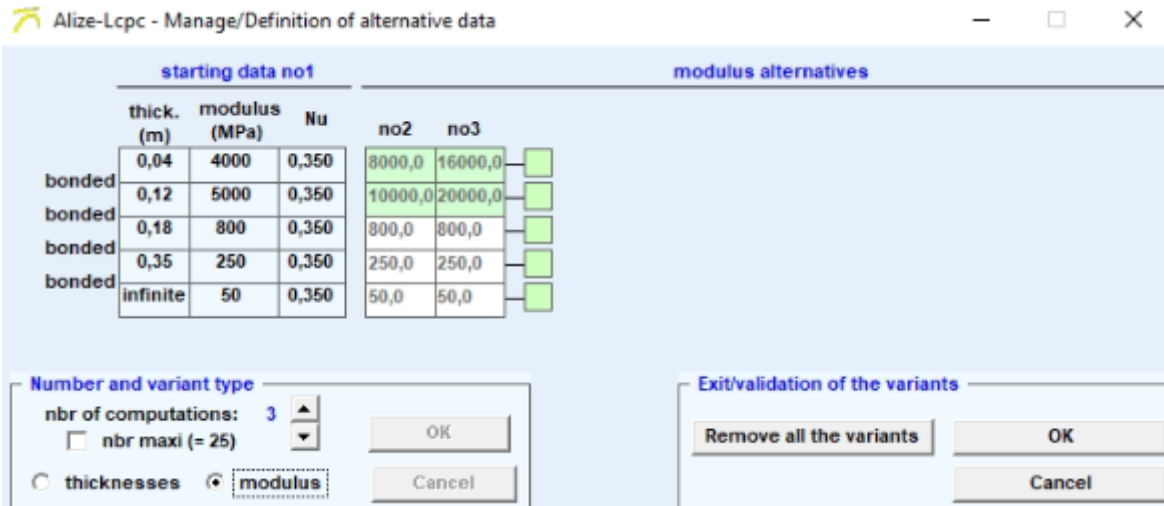 Alize-Lcpc - Manage/Definition of alternative data
starting data no1 modulus alternatives
thick. (m) modulus (MPa) Nu no2 no3
0,04 4000 0,350 8000,0 16000,0
bonded
0,12 5000 0,350 10000,0 20000,0
bonded
0,18 800 0,350 800,0 800,0
bonded
0,35 250 0,350 250,0 250,0
bonded
infinite 50 0,350 50,0 50,0
Number and variant type
nbr of computations: 3
nbr maxi (= 25)
OK
thicknesses modulus
Cancel
Exit/validation of the variants
Remove all the variants OK
Cancel